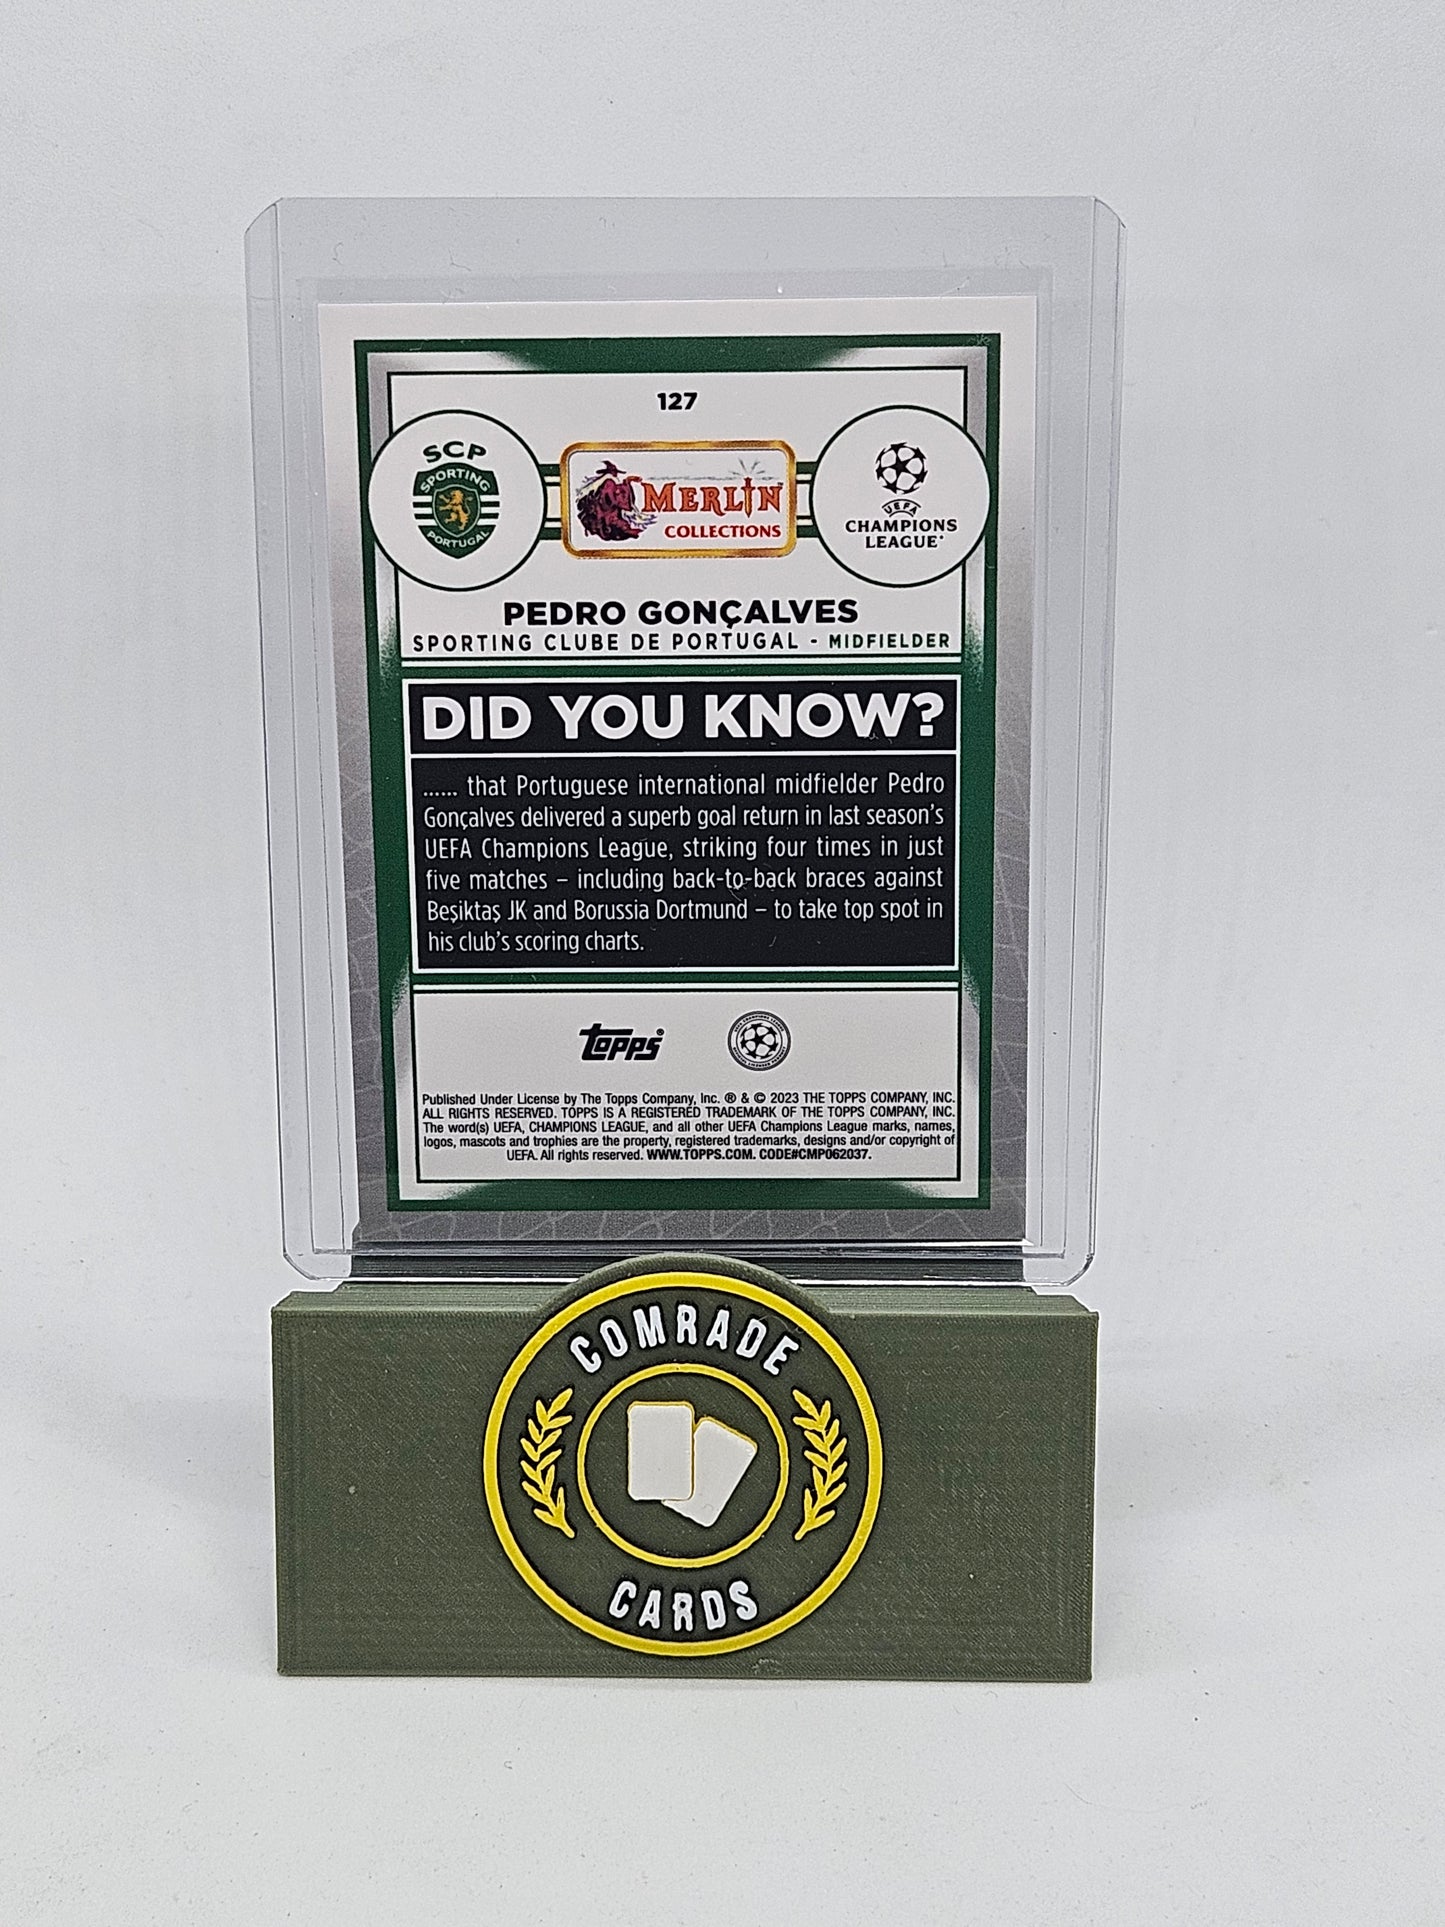 127
SCP
SPORTING
PORTUGAL
MERLIN
COLLECTIONS
UEFA
CHAMPIONS
LEAGUE®
PEDRO GONÇALVES
SPORTING CLUBE DE PORTUGAL - MIDFIELDER
DID YOU KNOW?
...... that Portuguese international midfielder Pedro
Gonçalves delivered a superb goal return in last season's
UEFA Champions League, striking four times in just
five matches – including back-to-back braces against
Beşiktaş JK and Borussia Dortmund – to take top spot in
his club's scoring charts.
Topps®
Published Under License by The Topps Company, Inc. ® & © 2023 THE TOPPS COMPANY, INC.
ALL RIGHTS RESERVED. TOPPS IS A REGISTERED TRADEMARK OF THE TOPPS COMPANY, INC.
The word(s) UEFA, CHAMPIONS LEAGUE, and all other UEFA Champions League marks, names,
logos, mascots and trophies are the property, registered trademarks, designs and/or copyright of
UEFA. All rights reserved. WWW.TOPPS.COM. CODE#CMP062037.
COMRADE
CARDS